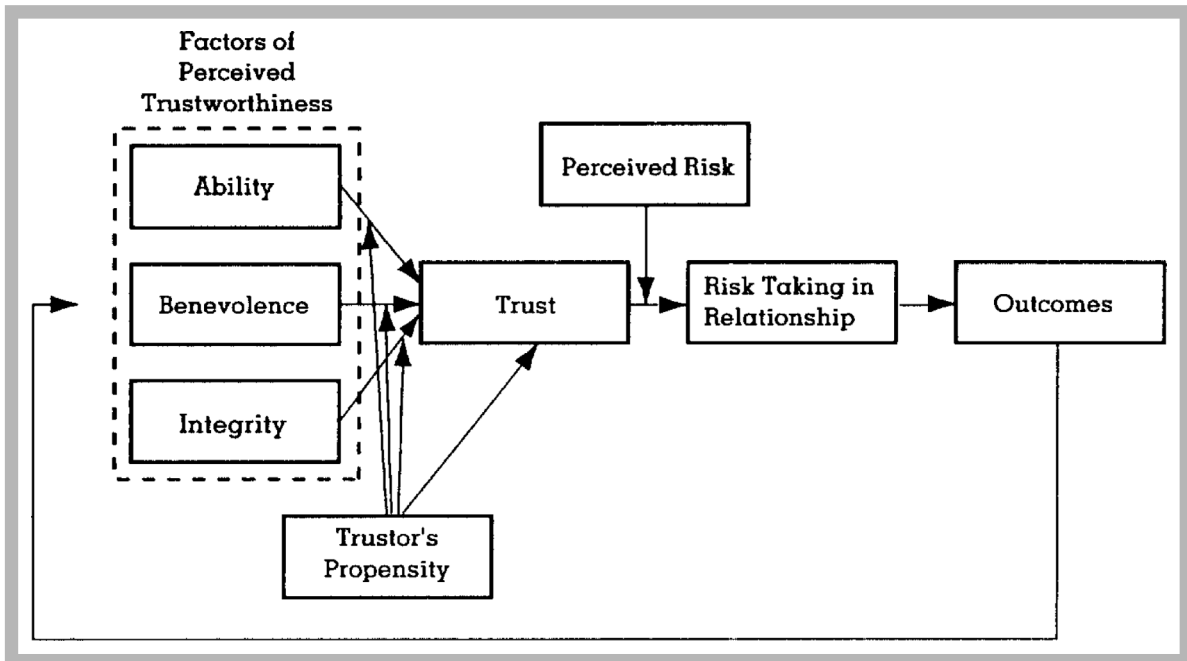 Factors of
Perceived
Trustworthiness
Ability
Benevolence
Integrity
Trustor's
Propensity
Trust
Perceived Risk
Risk Taking in
Relationship
Outcomes